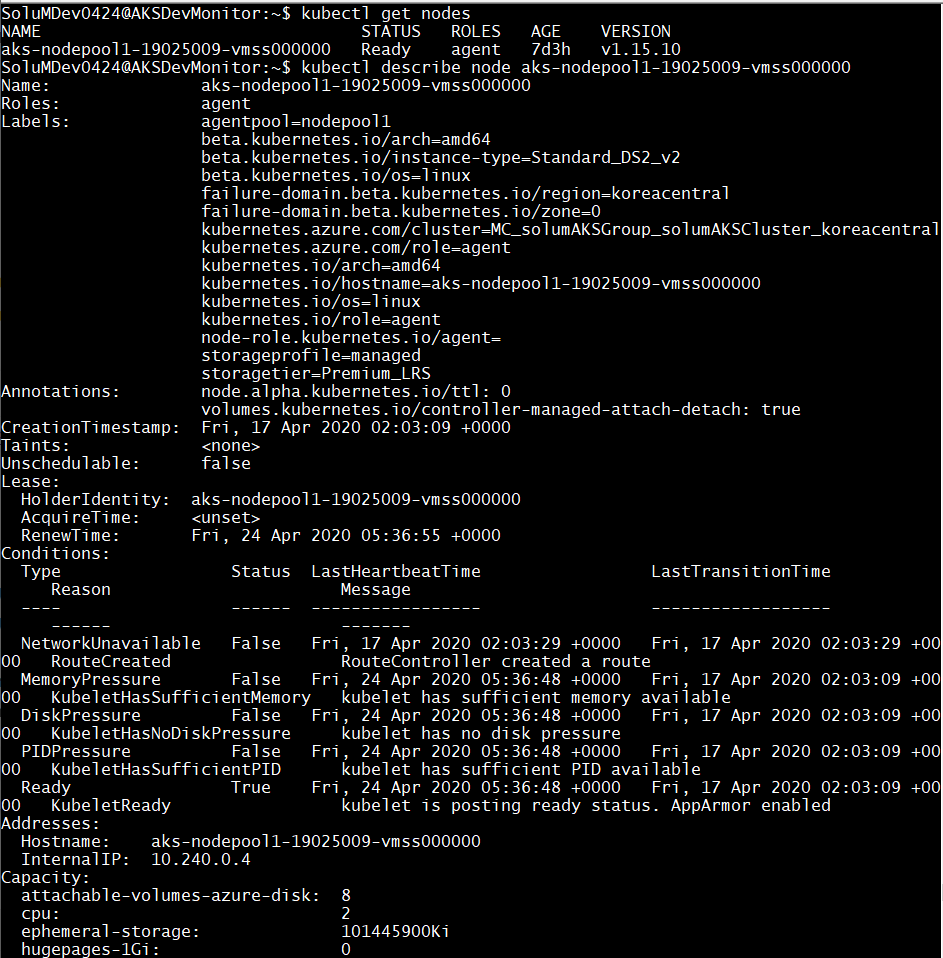 SoluMDev0424@AKSDevMonitor:~$ kubectl get nodes
NAME                                STATUS   ROLES   AGE    VERSION
aks-nodepool1-19025009-vmss000000   Ready    agent   7d3h   v1.15.10
SoluMDev0424@AKSDevMonitor:~$ kubectl describe node aks-nodepool1-19025009-vmss000000
Name:               aks-nodepool1-19025009-vmss000000
Roles:              agent
Labels:             agentpool=nodepool1
                    beta.kubernetes.io/arch=amd64
                    beta.kubernetes.io/instance-type=Standard_DS2_v2
                    beta.kubernetes.io/os=linux
                    failure-domain.beta.kubernetes.io/region=koreacentral
                    failure-domain.beta.kubernetes.io/zone=0
                    kubernetes.azure.com/cluster=MC_solumAKSGroup_solumAKSCluster_koreacentral
                    kubernetes.azure.com/role=agent
                    kubernetes.io/arch=amd64
                    kubernetes.io/hostname=aks-nodepool1-19025009-vmss000000
                    kubernetes.io/os=linux
                    kubernetes.io/role=agent
                    node-role.kubernetes.io/agent=
                    storageprofile=managed
                    storagetier=Premium_LRS
Annotations:        node.alpha.kubernetes.io/ttl: 0
                    volumes.kubernetes.io/controller-managed-attach-detach: true
CreationTimestamp:  Fri, 17 Apr 2020 02:03:09 +0000
Taints:             <none>
Unschedulable:      false
Lease:
  HolderIdentity:  aks-nodepool1-19025009-vmss000000
  AcquireTime:     <unset>
  RenewTime:       Fri, 24 Apr 2020 05:36:55 +0000
Conditions:
  Type                 Status  LastHeartbeatTime                 LastTransitionTime
     Reason                       Message
  ----                 ------  -----------------                 ------------------
     ------                       -------
  NetworkUnavailable   False   Fri, 17 Apr 2020 02:03:29 +0000   Fri, 17 Apr 2020 02:03:29 +00
00   RouteCreated                 RouteController created a route
  MemoryPressure       False   Fri, 24 Apr 2020 05:36:48 +0000   Fri, 17 Apr 2020 02:03:09 +00
00   KubeletHasSufficientMemory   kubelet has sufficient memory available
  DiskPressure         False   Fri, 24 Apr 2020 05:36:48 +0000   Fri, 17 Apr 2020 02:03:09 +00
00   KubeletHasNoDiskPressure     kubelet has no disk pressure
  PIDPressure          False   Fri, 24 Apr 2020 05:36:48 +0000   Fri, 17 Apr 2020 02:03:09 +00
00   KubeletHasSufficientPID      kubelet has sufficient PID available
  Ready                True    Fri, 24 Apr 2020 05:36:48 +0000   Fri, 17 Apr 2020 02:03:09 +00
00   KubeletReady                 kubelet is posting ready status. AppArmor enabled
Addresses:
  Hostname:    aks-nodepool1-19025009-vmss000000
  InternalIP:  10.240.0.4
Capacity:
  attachable-volumes-azure-disk:  8
  cpu:                            2
  ephemeral-storage:              101445900Ki
  hugepages-1Gi:                  0